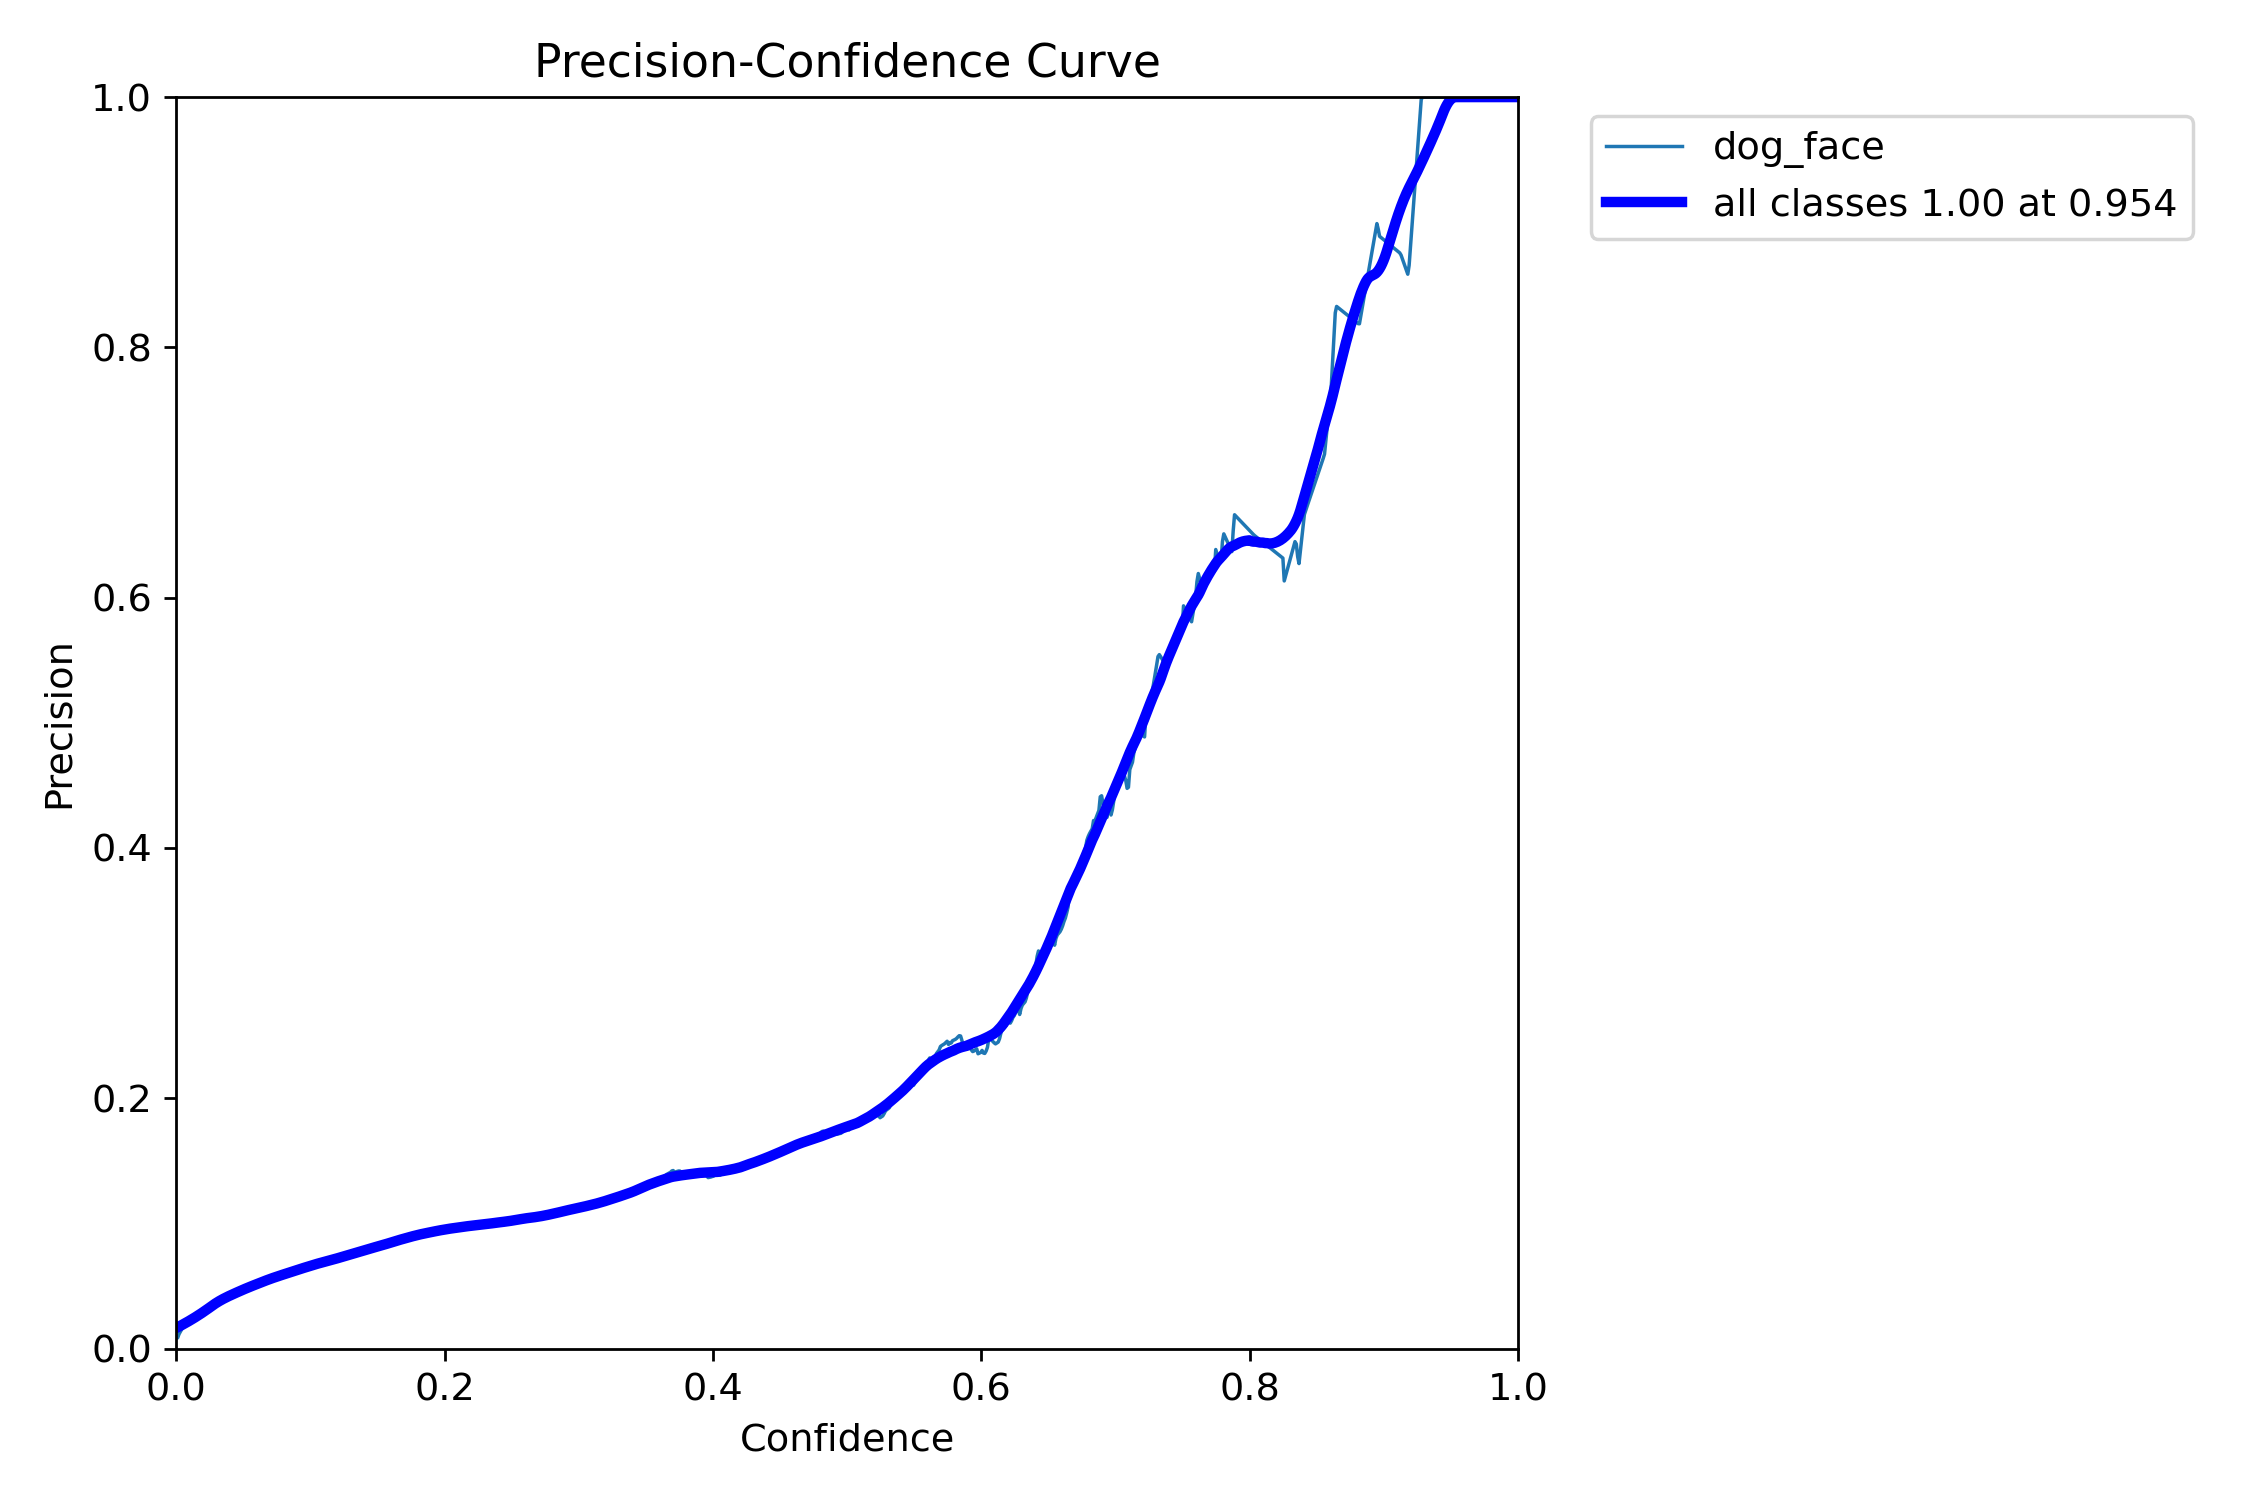 Precision-Confidence Curve
1.0
0.8
0.6
0.4
0.2
0.0
Precision
0.0 0.2 0.4 0.6 0.8 1.0
Confidence
dog_face
all classes 1.00 at 0.954